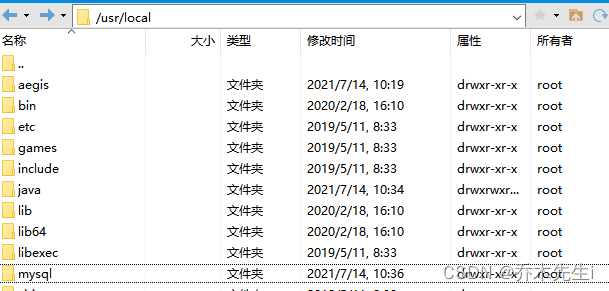 /usr/local
名称 大小 类型 修改时间 属性 所有者
..
aegis 文件夹 2021/7/14, 10:19 drwxr-xr-x root
bin 文件夹 2020/2/18, 16:10 drwxr-xr-x root
etc 文件夹 2019/5/11, 8:33 drwxr-xr-x root
games 文件夹 2019/5/11, 8:33 drwxr-xr-x root
include 文件夹 2019/5/11, 8:33 drwxr-xr-x root
java 文件夹 2021/7/14, 10:34 drwxrwxr... root
lib 文件夹 2020/2/18, 16:10 drwxr-xr-x root
lib64 文件夹 2020/2/18, 16:10 drwxr-xr-x root
libexec 文件夹 2019/5/11, 8:33 drwxr-xr-x root
mysql 文件夹 2021/7/14, 10:36 drwxr-xr-x root
CSDN @乔木先生i